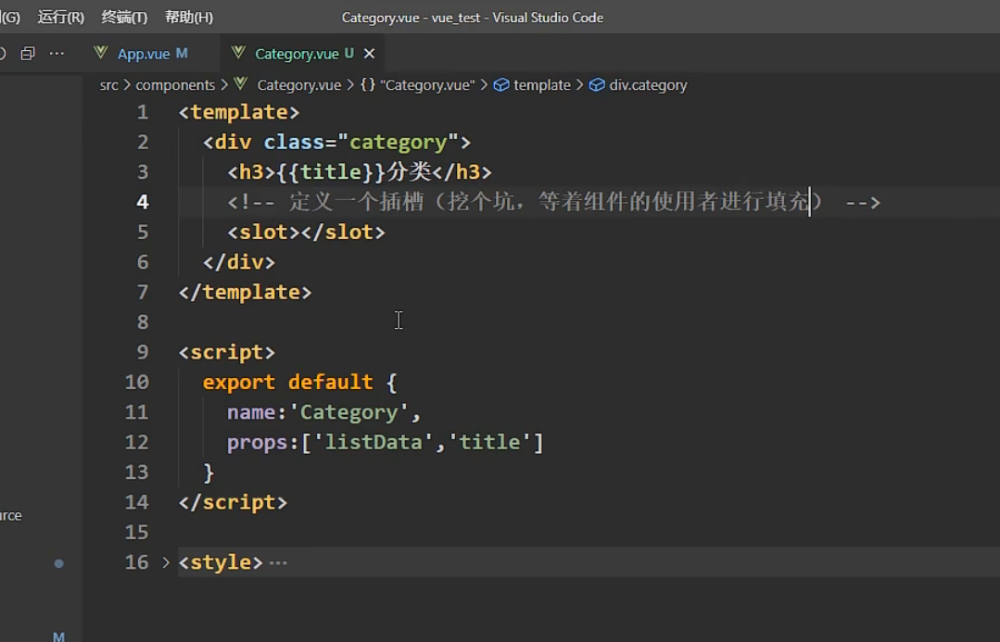 (G) 运行(R) 终端(T) 帮助(H) Category.vue - vue_test - Visual Studio Code
App.vue M Category.vue U
src > components > Category.vue > {} "Category.vue" > template > div.category
1 <template>
2 <div class="category">
3 <h3>{{title}}分类</h3>
4 <!-- 定义一个插槽（挖个坑，等着组件的使用者进行填充） -->
5 <slot></slot>
6 </div>
7 </template>
8
9 <script>
10 export default {
11 name:'Category',
12 props:['listData','title']
13 }
14 </script>
urce
15
16 <style>···
M